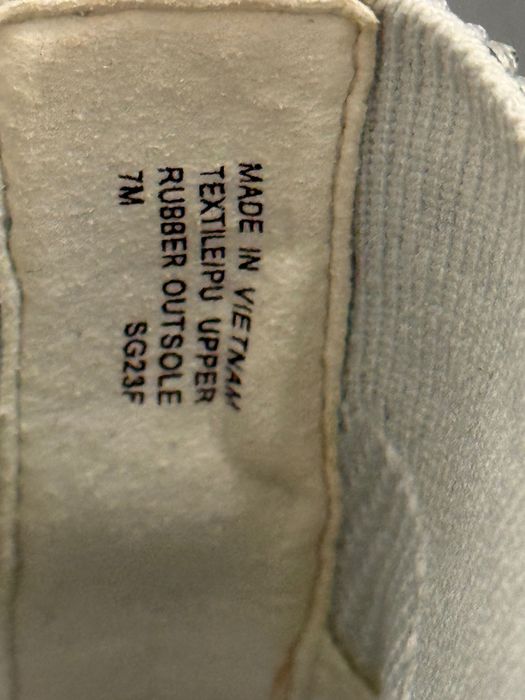 MADE IN VIETNAM
TEXTILE/PU UPPER
RUBBER OUTSOLE
7M SG23F